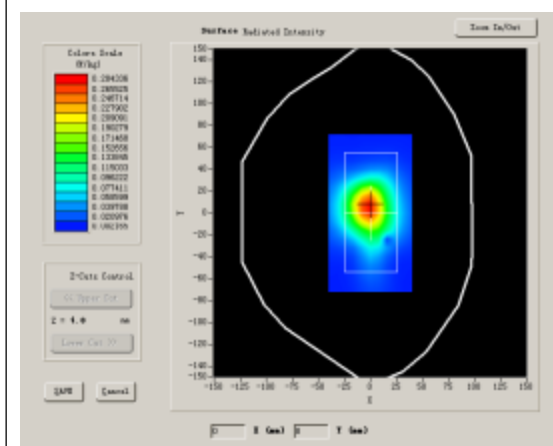 Surface Radiated Intensity
Zoom In/Out
Colors Scale
(W/kg)
0.284336
0.265525
0.246714
0.227902
0.209091
0.190279
0.171468
0.152656
0.133845
0.115033
0.096222
0.077411
0.058599
0.039788
0.020976
0.002165
150
140
120
100
80
60
40
20
0
-20
-40
-60
-80
-100
-120
-140
-150
Y
-150 -125 -100 -75 -50 -25 0 25 50 75 100 125 150
X
Z-Cuts Control
Upper Cut
Z = 4.0 mm
Lower Cut >>
SAVE Cancel
0 X (mm) 8 Y (mm)